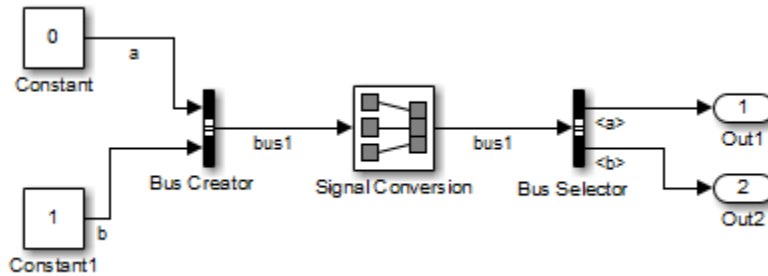 0
a
Constant
1
b
Constant1
Bus Creator
bus1
Signal Conversion
bus1
Bus Selector
<a>
<b>
1
Out1
2
Out2